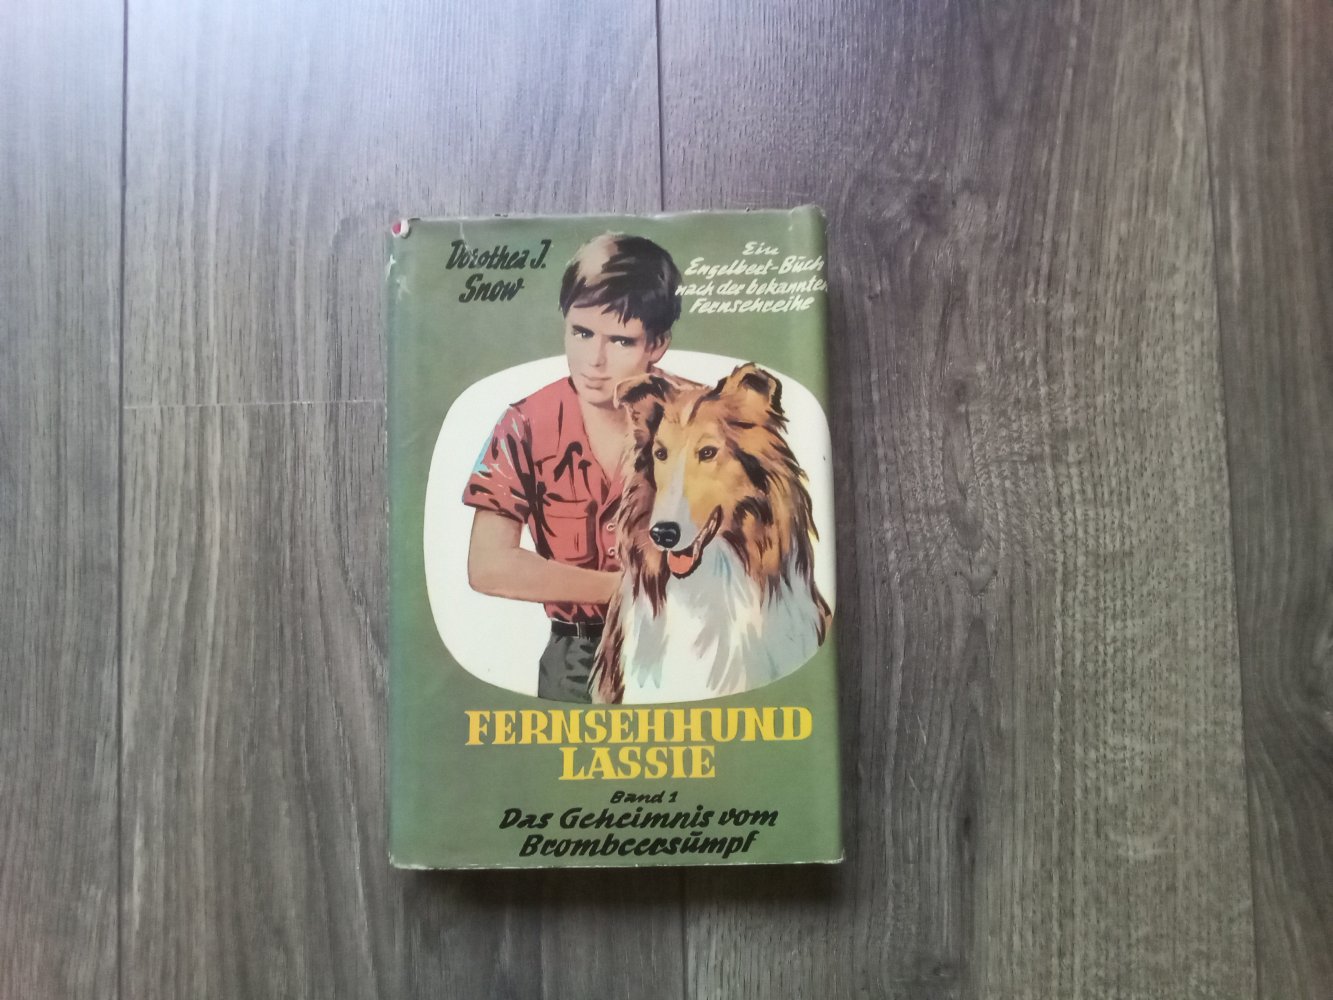 Dorothea J.
Snow
Ein
Engelbert-Buch
nach der bekannten
Fernsehreihe
FERNSEHHUND
LASSIE
Band 1
Das Geheimnis vom
Brombeersumpf